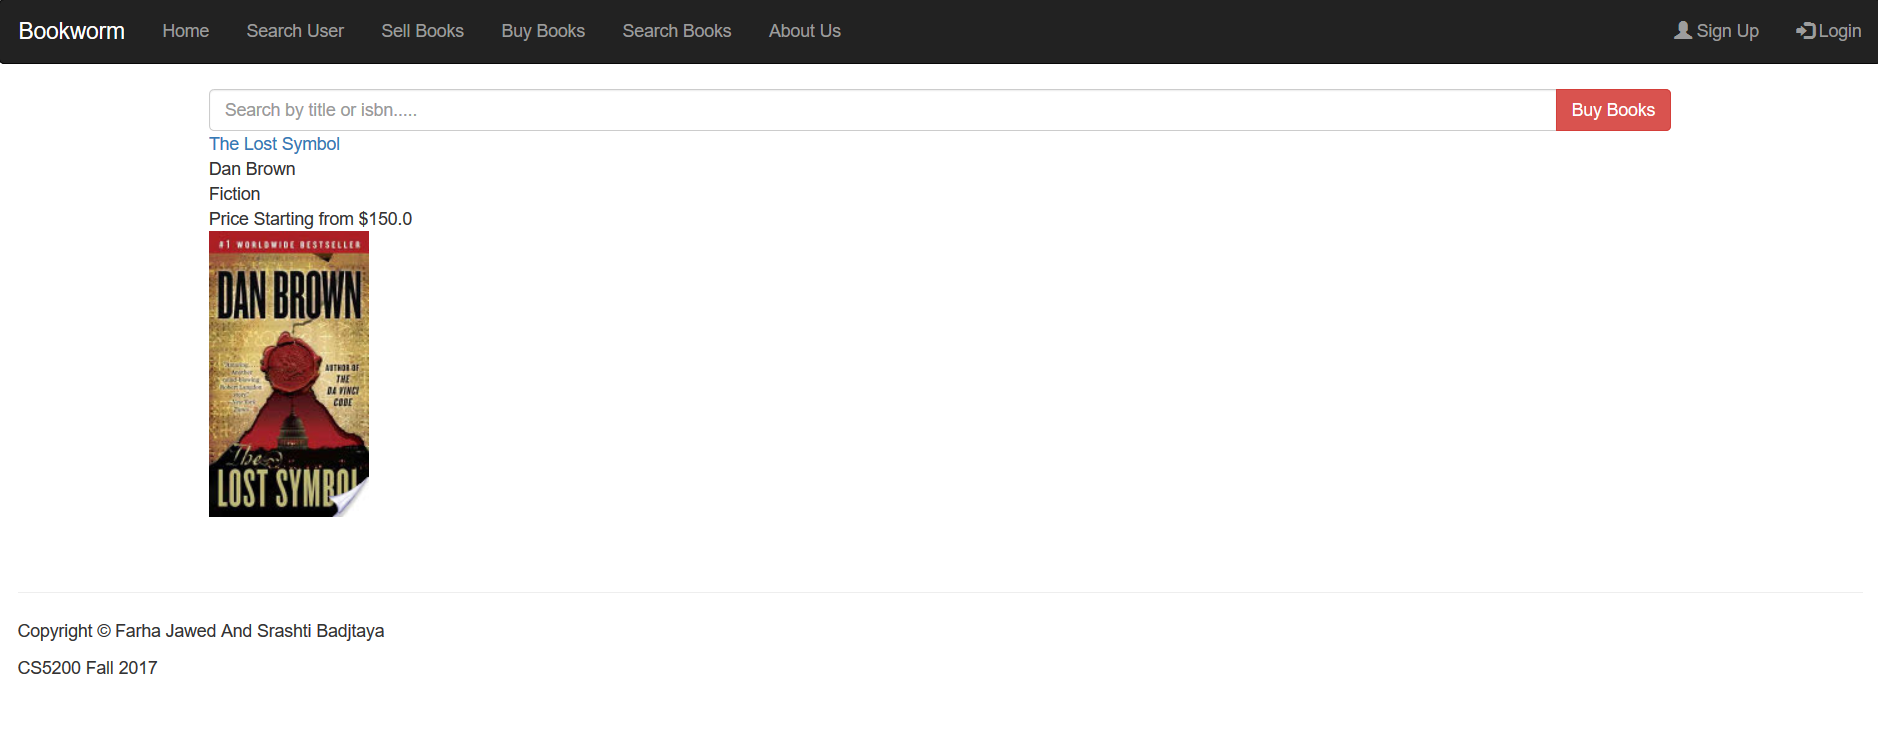 Bookworm Home Search User Sell Books Buy Books Search Books About Us Sign Up Login
Search by title or isbn..... Buy Books
The Lost Symbol
Dan Brown
Fiction
Price Starting from $150.0
#1 WORLDWIDE BESTSELLER
DAN BROWN
AUTHOR OF
THE
DA VINCI
CODE
The
LOST SYMBOL
Copyright © Farha Jawed And Srashti Badjtaya
CS5200 Fall 2017